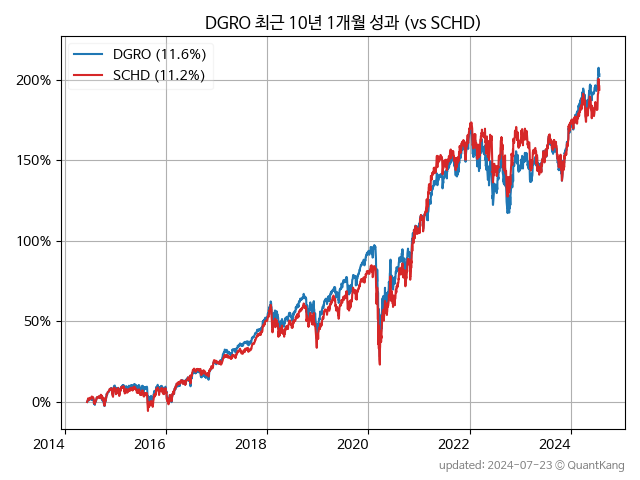 DGRO 최근 10년 1개월 성과 (vs SCHD)
DGRO (11.6%)
SCHD (11.2%)
200%
150%
100%
50%
0%
2014 2016 2018 2020 2022 2024
updated: 2024-07-23 © QuantKang